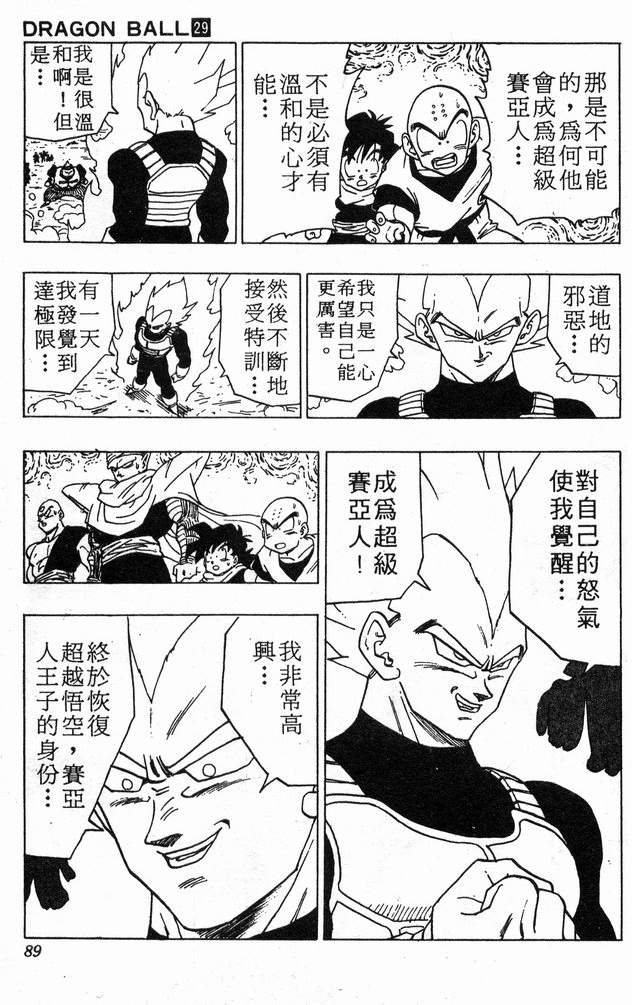 DRAGON BALL 29
那是不可能
的，為何他
會成為超級
賽亞人…
不是必須有
溫和的心才
能…
我是很溫
和啊！但
是…
道地的
邪惡…
我只是一心
希望自己能
更厲害。
然後不斷地
接受特訓…
有一天
我發覺到
達極限…
對自己的怒氣
使我覺醒…
成為超級
賽亞人！
我非常高
興…
終於恢復
超越悟空，賽亞
人王子的身份…
89